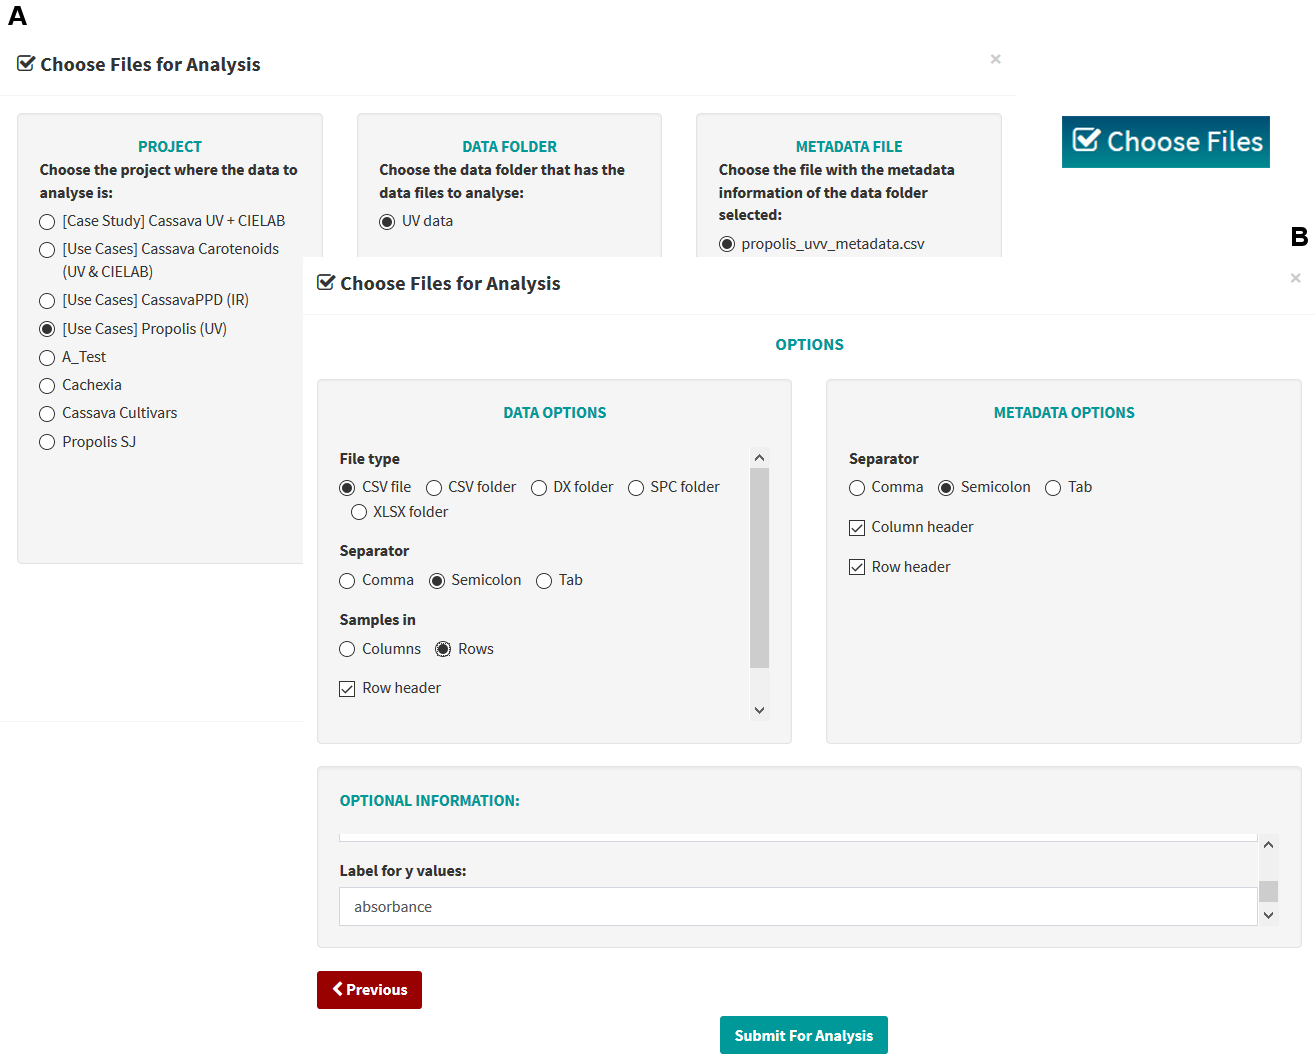 A
Choose Files for Analysis
×
PROJECT
Choose the project where the data to
analyse is:
[Case Study] Cassava UV + CIELAB
[Use Cases] Cassava Carotenoids
(UV & CIELAB)
[Use Cases] CassavaPPD (IR)
[Use Cases] Propolis (UV)
A_Test
Cachexia
Cassava Cultivars
Propolis SJ
DATA FOLDER
Choose the data folder that has the
data files to analyse:
UV data
METADATA FILE
Choose the file with the metadata
information of the data folder
selected:
propolis_uvv_metadata.csv
Choose Files
B
Choose Files for Analysis
×
OPTIONS
DATA OPTIONS
File type
CSV file CSV folder DX folder SPC folder
XLSX folder
Separator
Comma Semicolon Tab
Samples in
Columns Rows
Row header
METADATA OPTIONS
Separator
Comma Semicolon Tab
Column header
Row header
OPTIONAL INFORMATION:
Label for y values:
absorbance
Previous
Submit For Analysis